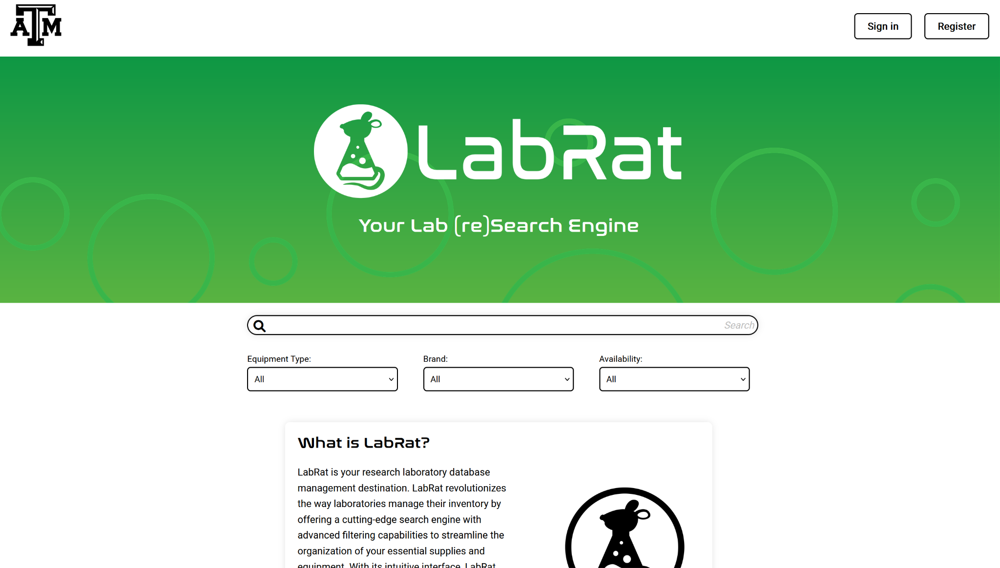 ATM
Sign in
Register
LabRat
Your Lab (re)Search Engine
Search
Equipment Type:
Brand:
Availability:
All
All
All
What is LabRat?
LabRat is your research laboratory database
management destination. LabRat revolutionizes
the way laboratories manage their inventory by
offering a cutting-edge search engine with
advanced filtering capabilities to streamline the
organization of your essential supplies and
equipment. With its intuitive interface, LabRat